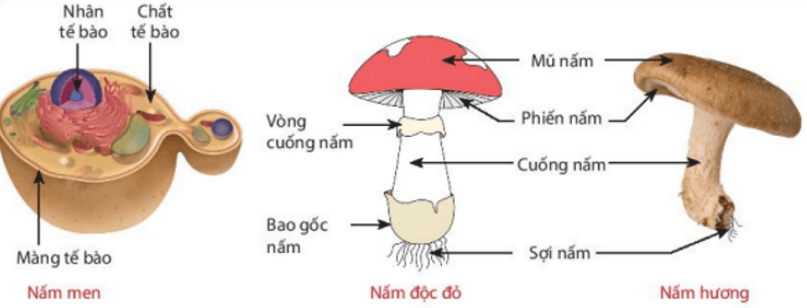 Nhân
tế bào
Chất
tế bào
Màng tế bào
Nấm men
Vòng
cuống nấm
Bao gốc
nấm
Mũ nấm
Phiến nấm
Cuống nấm
Sợi nấm
Nấm độc đỏ
Nấm hương